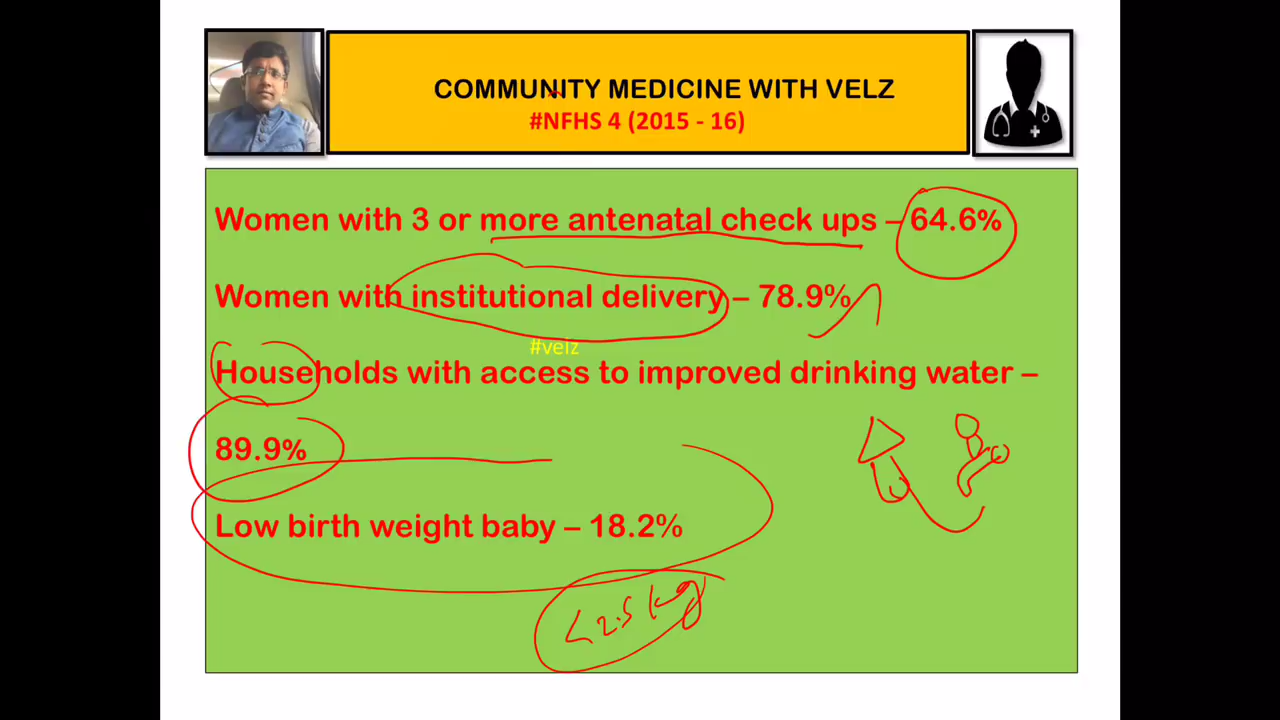 COMMUNITY MEDICINE WITH VELZ
#NFHS 4 (2015 - 16)
Women with 3 or more antenatal check ups – 64.6%
Women with institutional delivery – 78.9%
#velz
Households with access to improved drinking water –
89.9%
Low birth weight baby – 18.2%
<2.5 kg